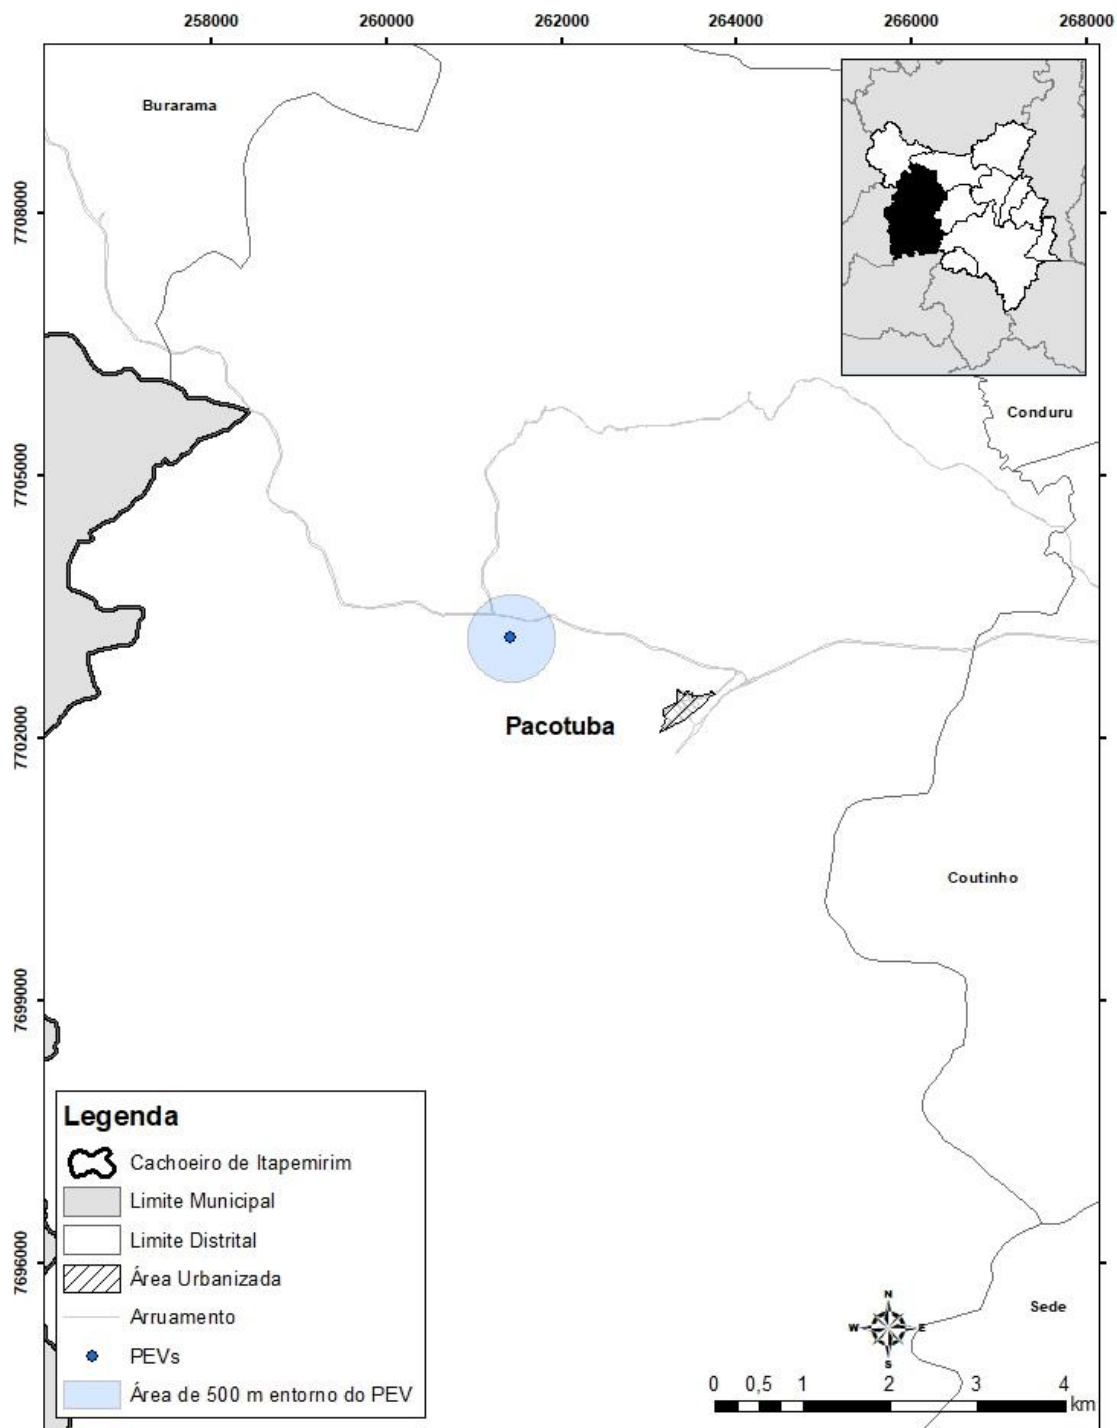 258000 260000 262000 264000 266000 268000
Burarama
7708000
Conduru
7705000
Pacotuba
7702000
Coutinho
7699000
Legenda
Cachoeiro de Itapemirim
Limite Municipal
Limite Distrital
Área Urbanizada
Arruamento
PEVs
Área de 500 m entorno do PEV
7696000
Sede
N
W E
S
0 0,5 1 2 3 4
km